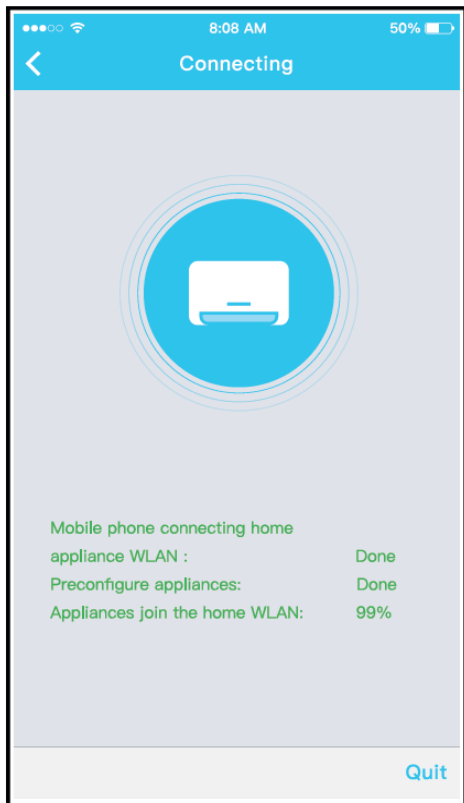 8:08 AM 50%
Connecting
Mobile phone connecting home
appliance WLAN : Done
Preconfigure appliances: Done
Appliances join the home WLAN: 99%
Quit